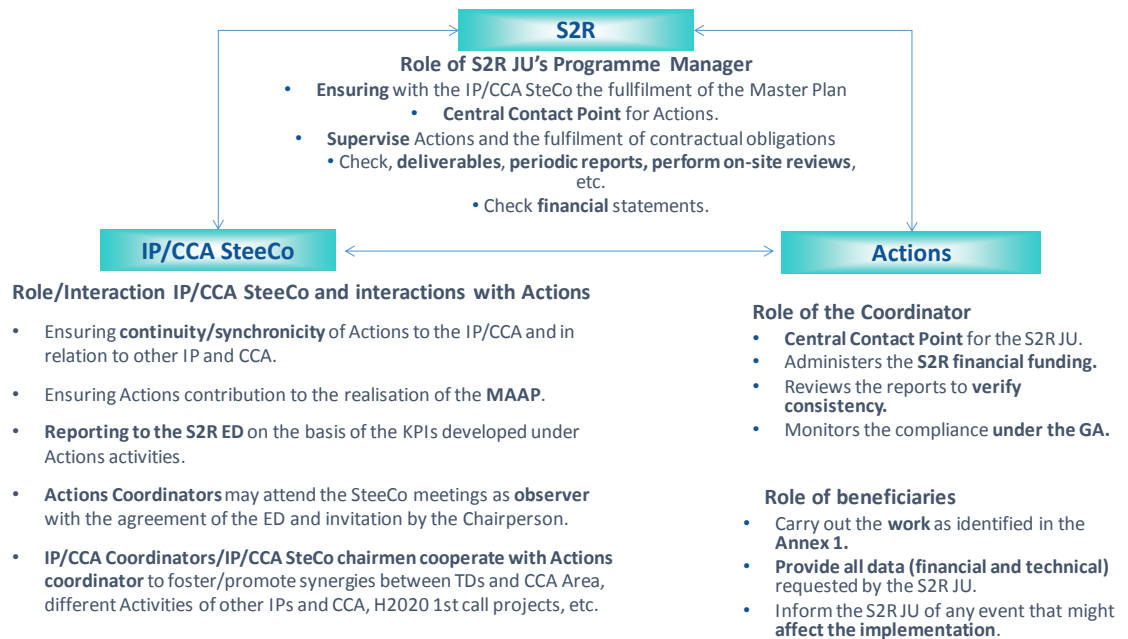 S2R
Role of S2R JU's Programme Manager
• Ensuring with the IP/CCA SteCo the fullfilment of the Master Plan
• Central Contact Point for Actions.
• Supervise Actions and the fulfilment of contractual obligations
• Check, deliverables, periodic reports, perform on-site reviews,
etc.
• Check financial statements.
IP/CCA SteeCo
Role/Interaction IP/CCA SteeCo and interactions with Actions
• Ensuring continuity/synchronicity of Actions to the IP/CCA and in
relation to other IP and CCA.
• Ensuring Actions contribution to the realisation of the MAAP.
• Reporting to the S2R ED on the basis of the KPIs developed under
Actions activities.
• Actions Coordinators may attend the SteeCo meetings as observer
with the agreement of the ED and invitation by the Chairperson.
• IP/CCA Coordinators/IP/CCA SteCo chairmen cooperate with Actions
coordinator to foster/promote synergies between TDs and CCA Area,
different Activities of other IPs and CCA, H2020 1st call projects, etc.
Actions
Role of the Coordinator
• Central Contact Point for the S2R JU.
• Administers the S2R financial funding.
• Reviews the reports to verify
consistency.
• Monitors the compliance under the GA.
Role of beneficiaries
• Carry out the work as identified in the
Annex 1.
• Provide all data (financial and technical)
requested by the S2R JU.
• Inform the S2R JU of any event that might
affect the implementation.